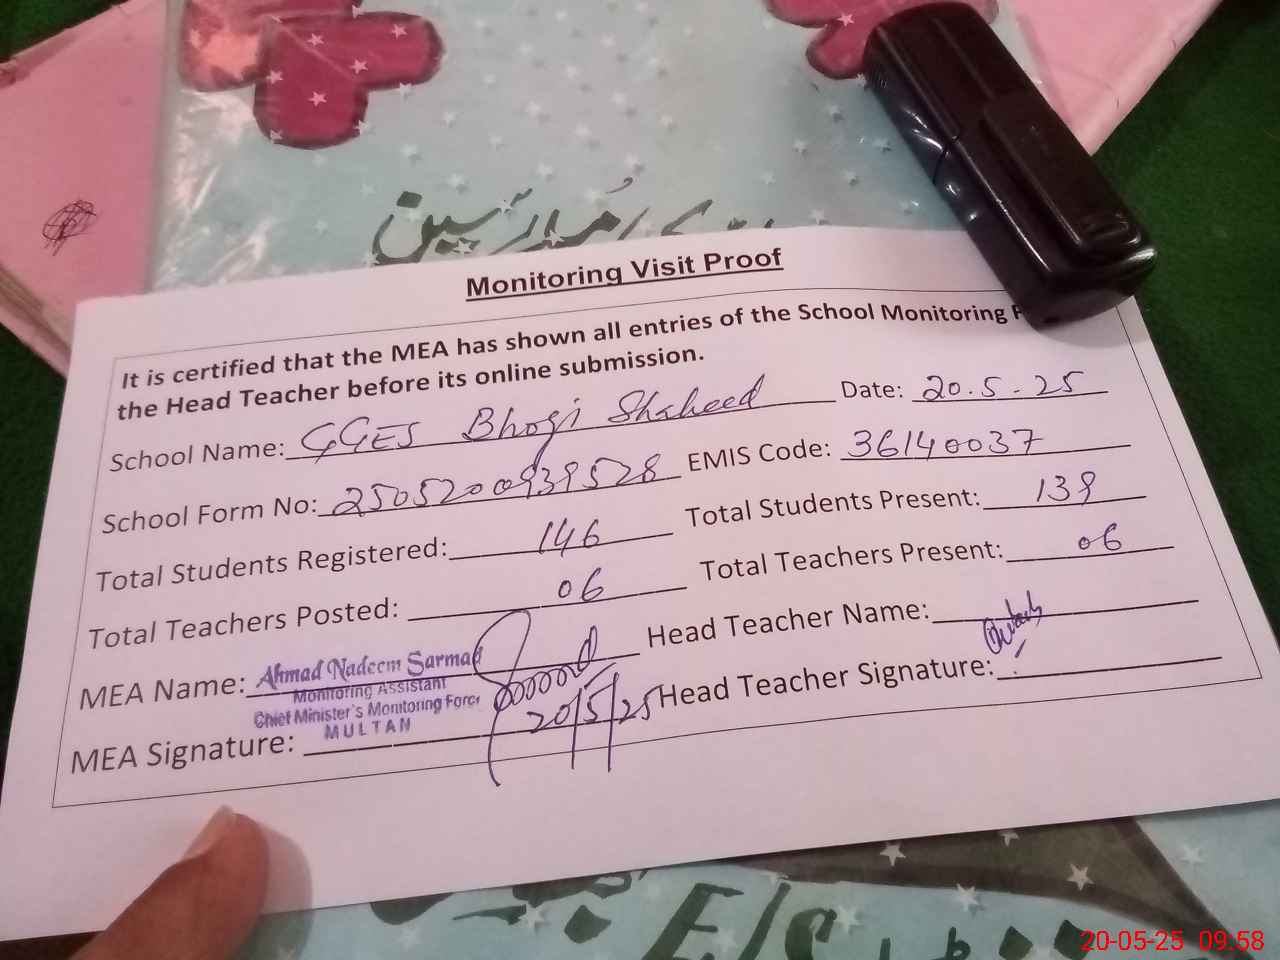 Monitoring Visit Proof
It is certified that the MEA has shown all entries of the School Monitoring
the Head Teacher before its online submission.
School Name: GGES Bhogi Shaheed Date: 20.5.25
School Form No: 2505200939528 EMIS Code: 36140037
Total Students Registered: 146 Total Students Present: 139
Total Teachers Posted: 06 Total Teachers Present: 06
MEA Name: Ahmad Nadeem Sarmad Head Teacher Name:
Monitoring Assistant
Chief Minister's Monitoring Force
MULTAN
MEA Signature: 20/5/25 Head Teacher Signature:
E/C
20-05-25 09:58